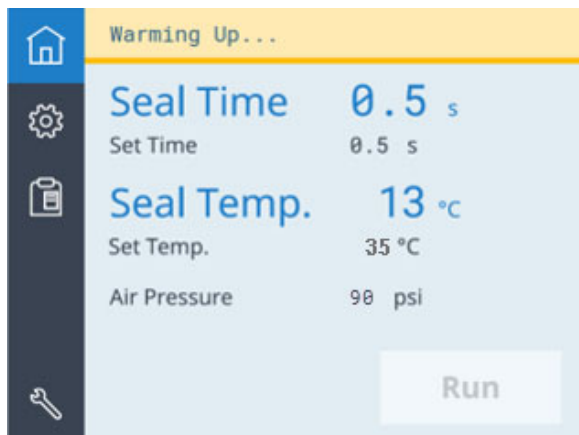 Warming Up...
Seal Time 0.5 s
Set Time 0.5 s
Seal Temp. 13 °C
Set Temp. 35 °C
Air Pressure 90 psi
Run